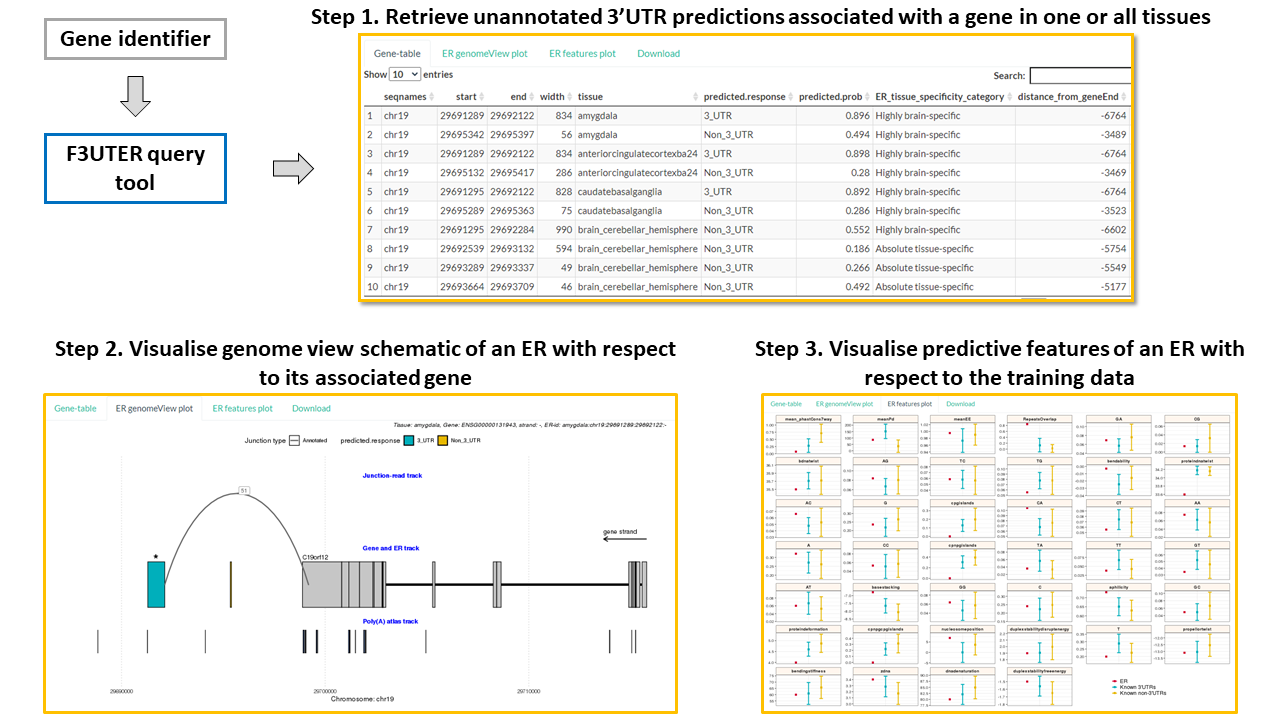 Step 1. Retrieve unannotated 3’UTR predictions associated with a gene in one or all tissues
Gene identifier
F3UTER query
tool
Gene-table ER genomeView plot ER features plot Download
Show 10 entries Search:
seqnames start end width tissue predicted.response predicted.prob ER_tissue_specificity_category distance_from_geneEnd
1 chr19 29691289 29692122 834 amygdala 3_UTR 0.896 Highly brain-specific -6764
2 chr19 29695342 29695397 56 amygdala Non_3_UTR 0.494 Highly brain-specific -3489
3 chr19 29691289 29692122 834 anteriorcingulatecortexba24 3_UTR 0.898 Highly brain-specific -6764
4 chr19 29695132 29695417 286 anteriorcingulatecortexba24 Non_3_UTR 0.28 Highly brain-specific -3469
5 chr19 29691295 29692122 828 caudatebasalganglia 3_UTR 0.892 Highly brain-specific -6764
6 chr19 29695289 29695363 75 caudatebasalganglia Non_3_UTR 0.286 Highly brain-specific -3523
7 chr19 29691295 29692284 990 brain_cerebellar_hemisphere Non_3_UTR 0.552 Highly brain-specific -6602
8 chr19 29692539 29693132 594 brain_cerebellar_hemisphere Non_3_UTR 0.186 Absolute tissue-specific -5754
9 chr19 29693289 29693337 49 brain_cerebellar_hemisphere Non_3_UTR 0.266 Absolute tissue-specific -5549
10 chr19 29693664 29693709 46 brain_cerebellar_hemisphere Non_3_UTR 0.492 Absolute tissue-specific -5177
Step 2. Visualise genome view schematic of an ER with respect
to its associated gene
Gene-table ER genomeView plot ER features plot Download
Tissue: amygdala, Gene: ENSG00000131943, strand: -, ER-id: amygdala:chr19:29691289:29692122:-
Junction type Annotated predicted.response 3_UTR Non_3_UTR
Junction-read track
51
gene strand
Gene and ER track
* C19orf12
Poly(A) atlas track
29690000 29700000 29710000
Chromosome: chr19
Step 3. Visualise predictive features of an ER with
respect to the training data
Gene-table ER genomeView plot ER features plot Download
mean_phastCons7way meanPd meanEE RepeatsOverlap GA CG
bdnatwist AG TC TG bendability proteindnatwist
AC G cpgislands CA CT AA
A CC cpnpgislands TA TT GT
AT basestacking GG C aphilicity GC
proteindeformation cpnpgcpgislands nucleosomeposition duplexstabilitydisruptenergy T propellortwist
bendingstiffness zdna dnadenaturation duplexstabilityfreeenergy
ER
Known 3'UTRs
Known non-3'UTRs